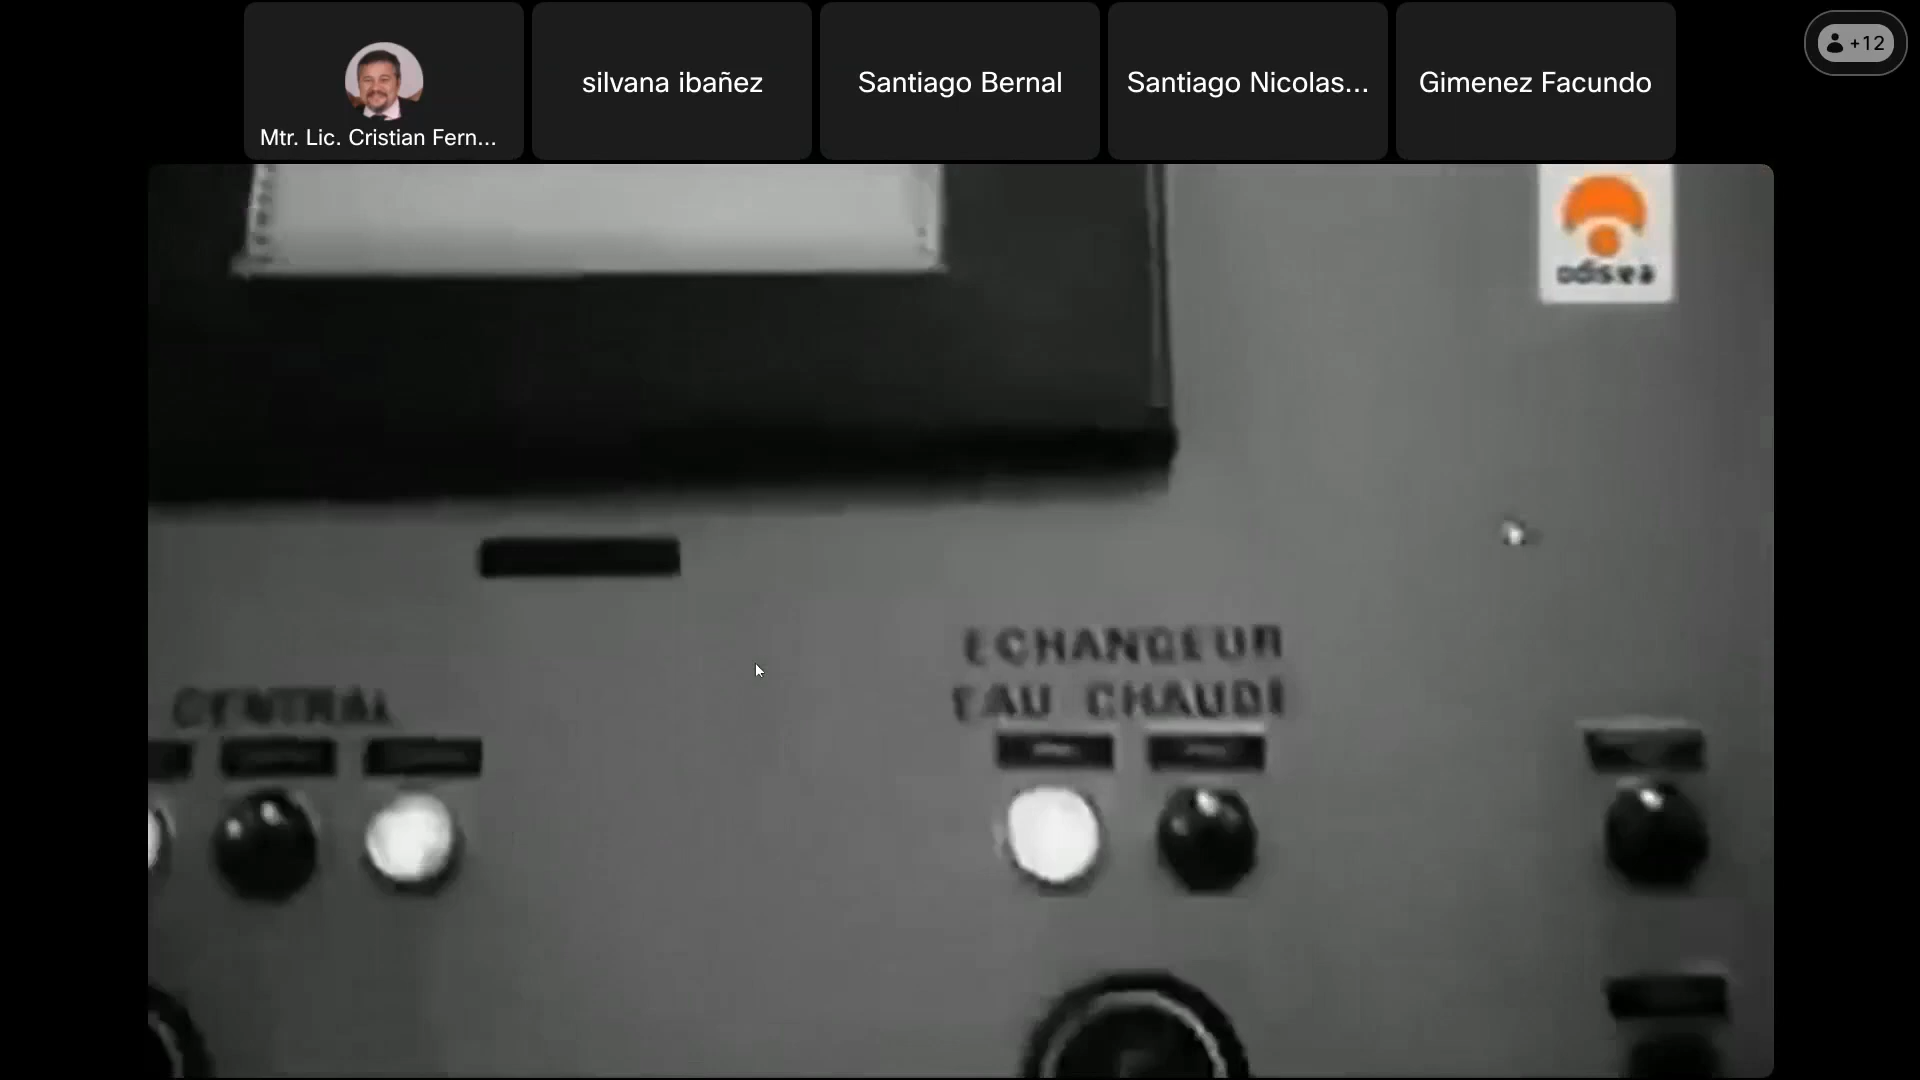 +12
silvana ibañez
Santiago Bernal
Santiago Nicolas...
Gimenez Facundo
Mtr. Lic. Cristian Fern...
odisea
ECHANGEUR
EAU CHAUDE
CENTRAL